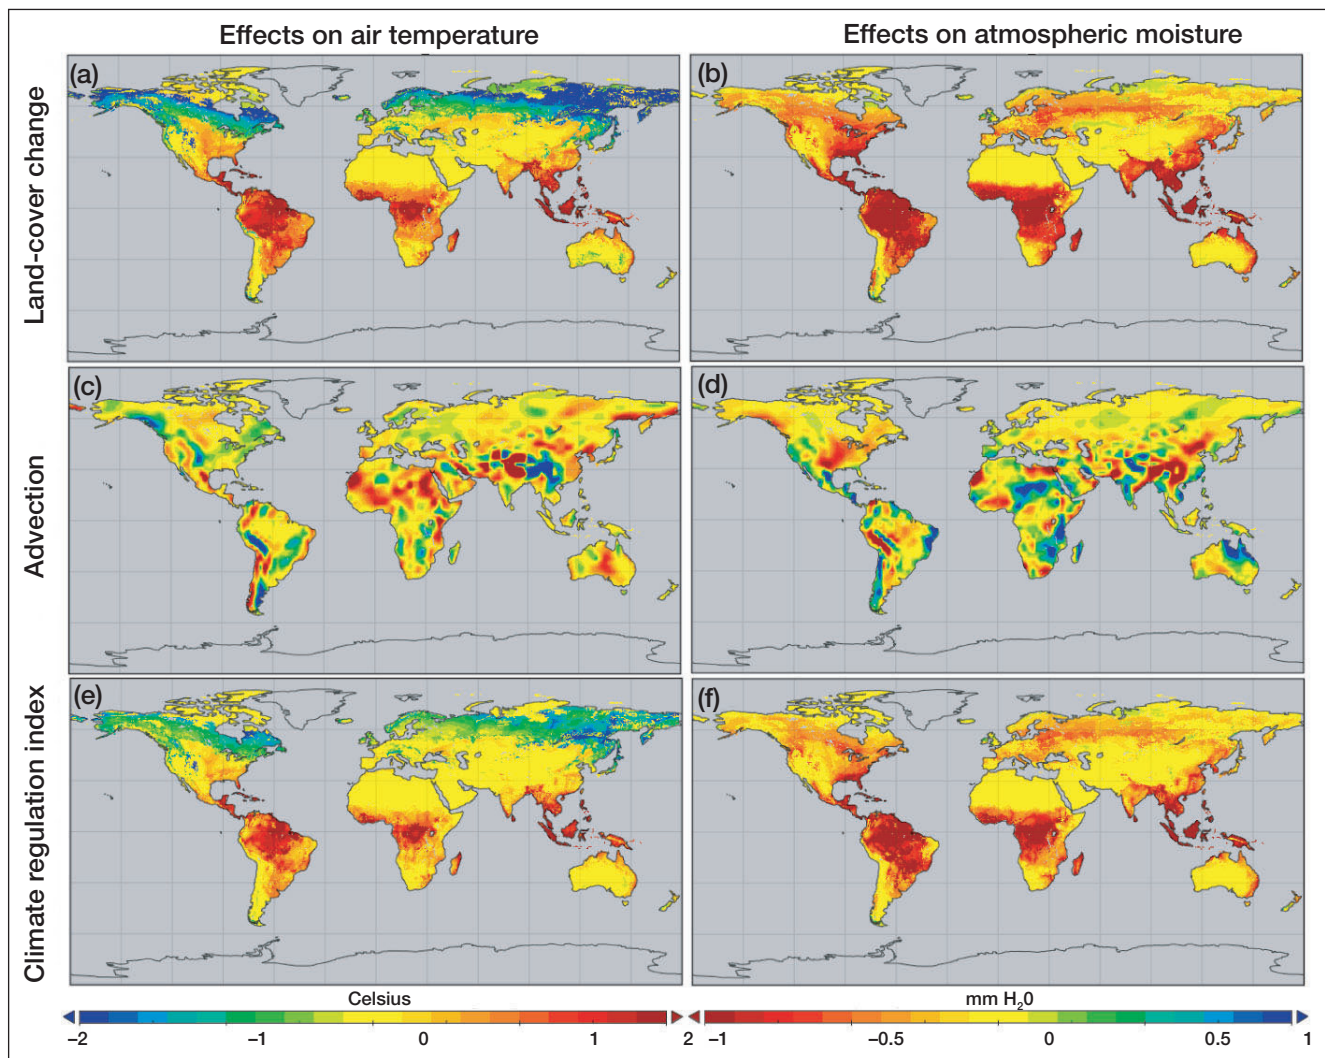 Effects on air temperature
Effects on atmospheric moisture
Land-cover change
(a)
(b)
Advection
(c)
(d)
Climate regulation index
(e)
(f)
Celsius
mm H₂0
−2
−1
0
1
2
−1
−0.5
0
0.5
1